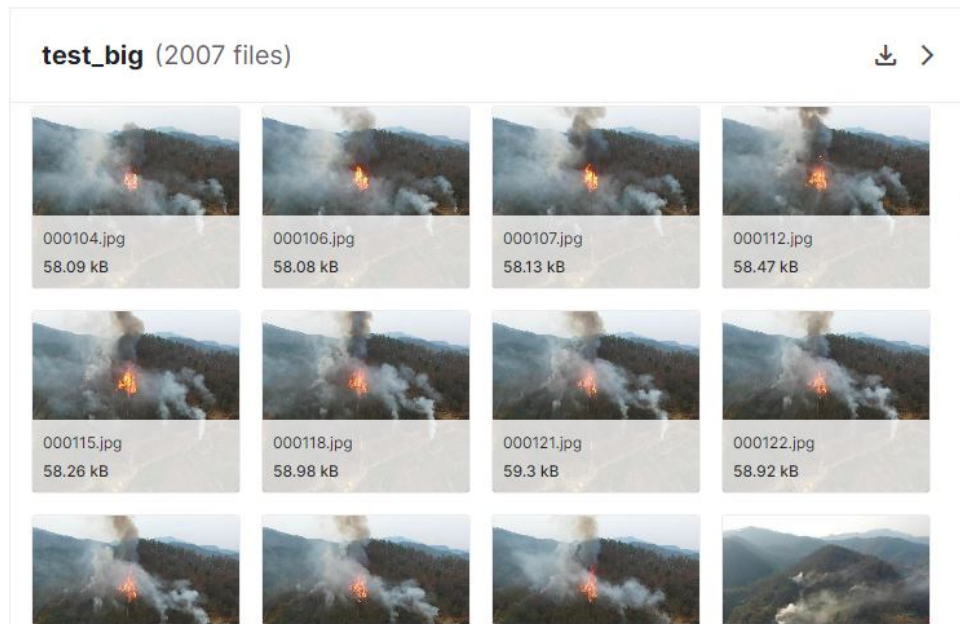 test_big (2007 files)
000104.jpg
58.09 kB
000106.jpg
58.08 kB
000107.jpg
58.13 kB
000112.jpg
58.47 kB
000115.jpg
58.26 kB
000118.jpg
58.98 kB
000121.jpg
59.3 kB
000122.jpg
58.92 kB